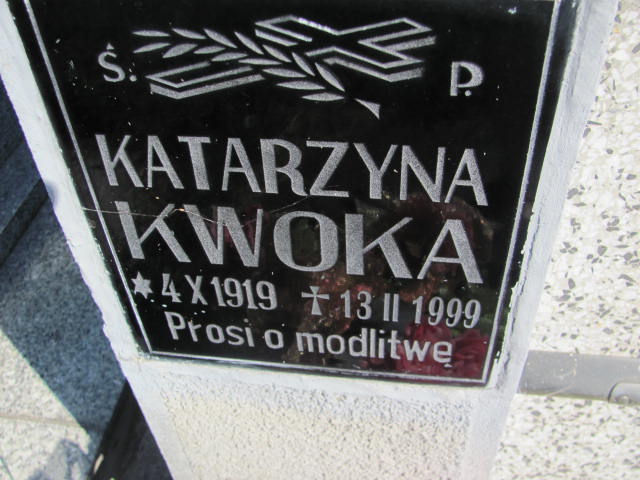 Ś. P.
KATARZYNA
KWOKA
* 4 X 1919 ✝ 13 II 1999
Prosi o modlitwę